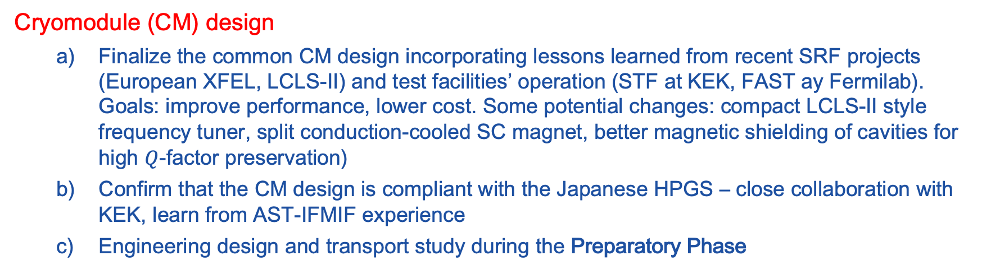 Cryomodule (CM) design
a) Finalize the common CM design incorporating lessons learned from recent SRF projects
(European XFEL, LCLS-II) and test facilities’ operation (STF at KEK, FAST ay Fermilab).
Goals: improve performance, lower cost. Some potential changes: compact LCLS-II style
frequency tuner, split conduction-cooled SC magnet, better magnetic shielding of cavities for
high Q-factor preservation)
b) Confirm that the CM design is compliant with the Japanese HPGS – close collaboration with
KEK, learn from AST-IFMIF experience
c) Engineering design and transport study during the Preparatory Phase